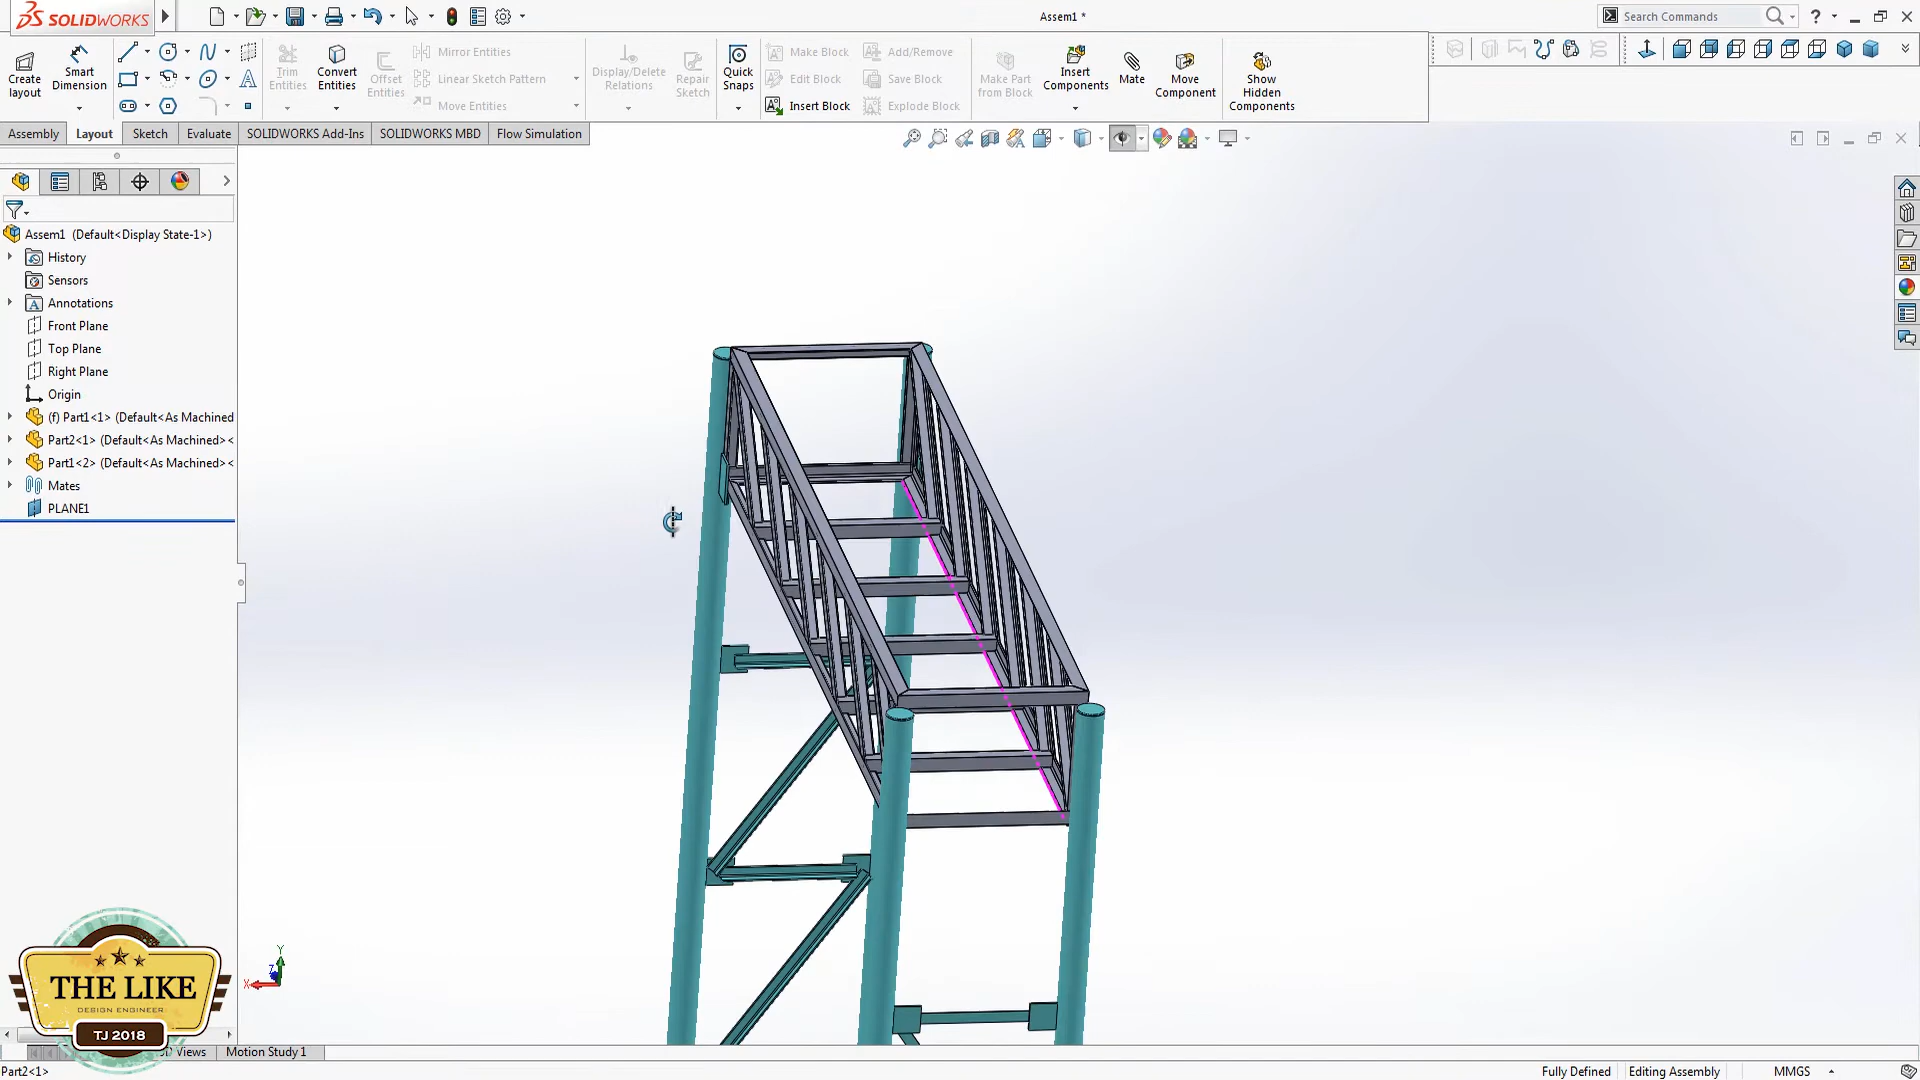 SOLIDWORKS
Assem1 *
Search Commands
?
Create layout
Smart Dimension
Trim Entities
Convert Entities
Offset Entities
Mirror Entities
Linear Sketch Pattern
Move Entities
Display/Delete Relations
Repair Sketch
Quick Snaps
Make Block
Edit Block
Insert Block
Add/Remove
Save Block
Explode Block
Make Part from Block
Insert Components
Mate
Move Component
Show Hidden Components
Assembly
Layout
Sketch
Evaluate
SOLIDWORKS Add-Ins
SOLIDWORKS MBD
Flow Simulation
Assem1 (Default<Display State-1>)
History
Sensors
Annotations
Front Plane
Top Plane
Right Plane
Origin
(f) Part1<1> (Default<As Machined
Part2<1> (Default<As Machined><
Part1<2> (Default<As Machined><
Mates
PLANE1
Y
X
Z
THE LIKE
DESIGN ENGINEER
TJ 2018
Views
Motion Study 1
Part2<1>
Fully Defined
Editing Assembly
MMGS